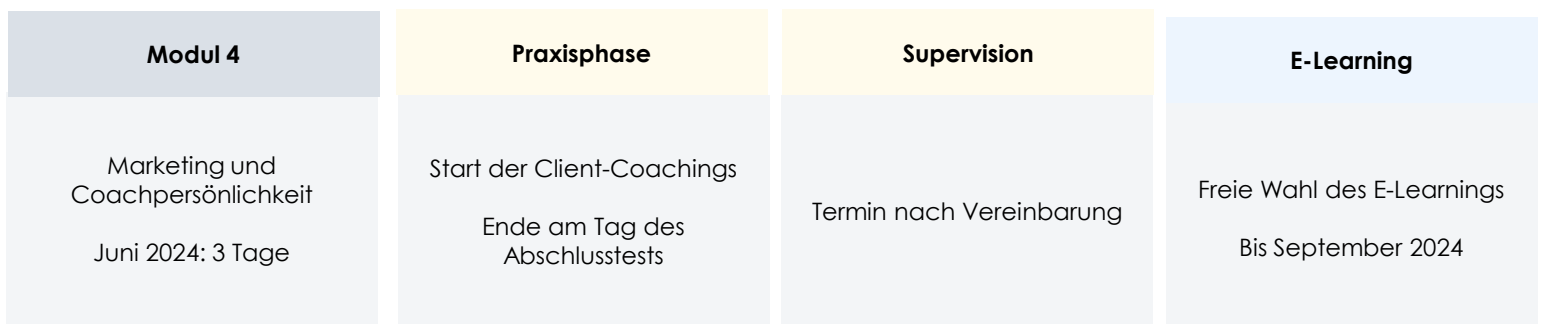 Modul 4
Marketing und
Coachpersönlichkeit
Juni 2024: 3 Tage
Praxisphase
Start der Client-Coachings
Ende am Tag des
Abschlusstests
Supervision
Termin nach Vereinbarung
E-Learning
Freie Wahl des E-Learnings
Bis September 2024